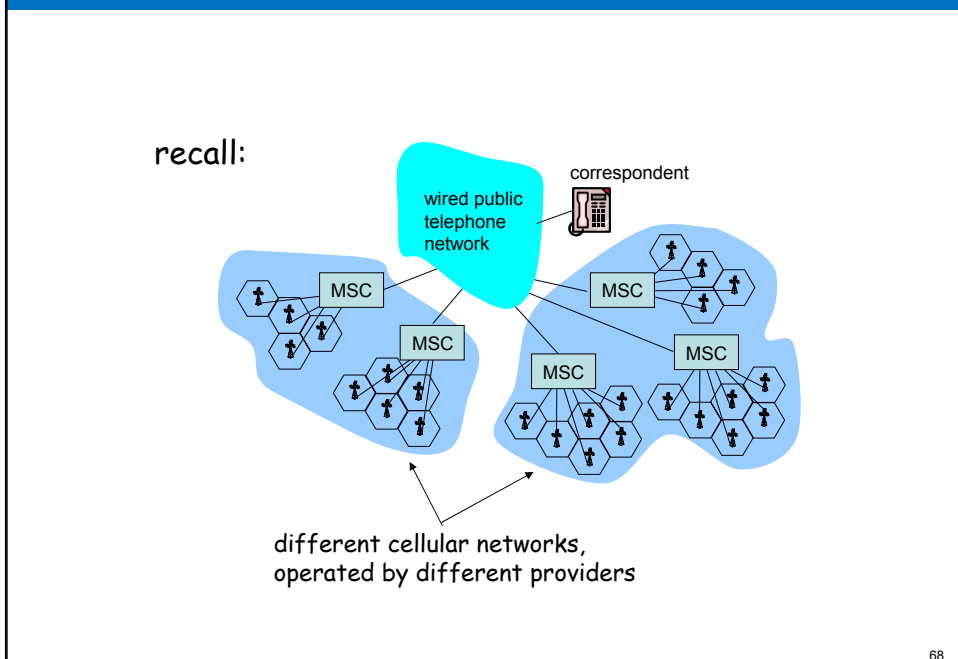 recall:
correspondent
wired public
telephone
network
MSC
MSC
MSC
MSC
MSC
different cellular networks,
operated by different providers
68